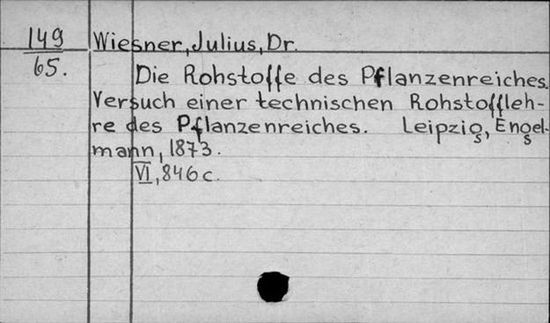 149
65.
Wiesner, Julius, Dr.
Die Rohstoffe des Pflanzenreiches.
Versuch einer technischen Rohstoffleh-
re des Pflanzenreiches. Leipzig, Engel-
mann, 1873.
VI, 846 c.